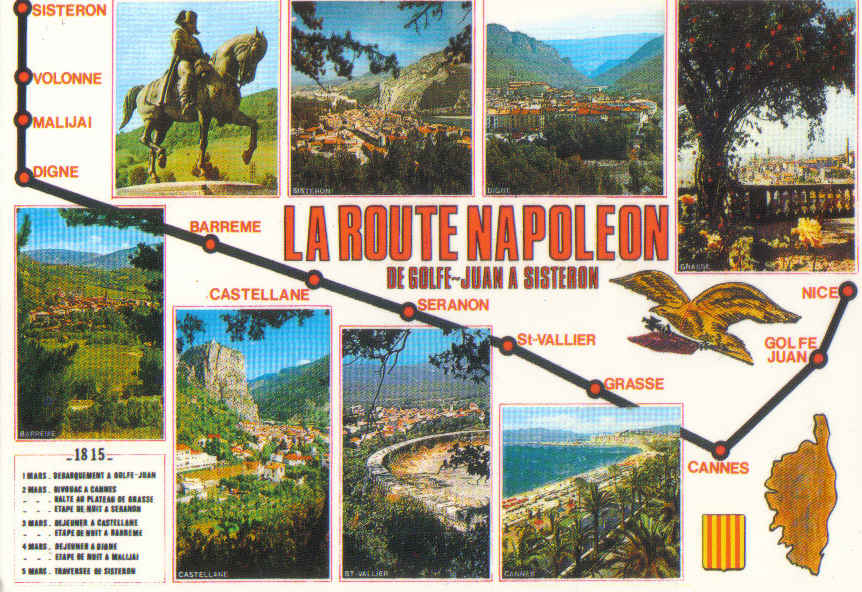 SISTERON
VOLONNE
MALIJAI
DIGNE
SISTERON
DIGNE
GRASSE
BARREME
LA ROUTE NAPOLEON
DE GOLFE-JUAN A SISTERON
CASTELLANE
SERANON
St-VALLIER
GRASSE
NICE
GOLFE
JUAN
CANNES
BARREME
CASTELLANE
ST-VALLIER
CANNES
_1815_
1 MARS. DEBARQUEMENT A GOLFE-JUAN
2 MARS. BIVOUAC A CANNES
- - . HALTE AU PLATEAU DE GRASSE
- - . ETAPE DE NUIT A SERANON
3 MARS. DEJEUNER A CASTELLANE
- - . ETAPE DE NUIT A BARREME
4 MARS. DEJEUNER A DIGNE
- - . ETAPE DE NUIT A MALIJAI
5 MARS. TRAVERSEE DE SISTERON